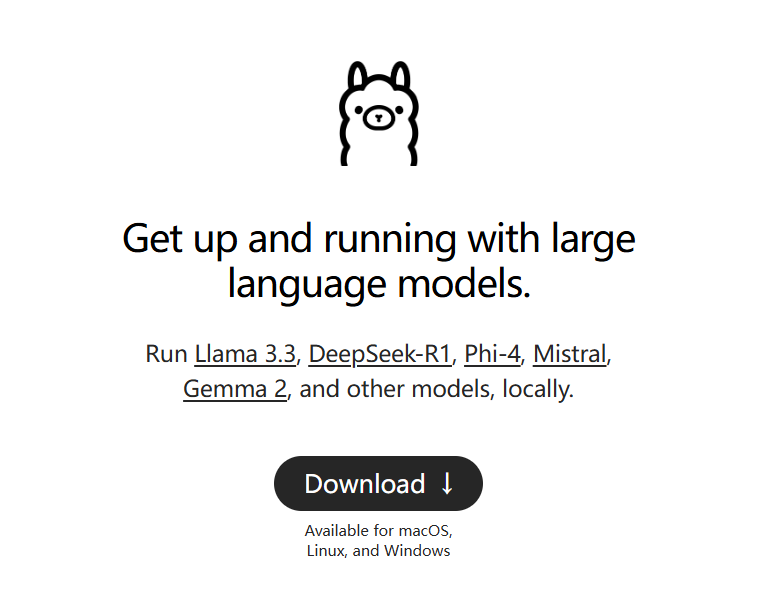 Get up and running with large
language models.
Run Llama 3.3, DeepSeek-R1, Phi-4, Mistral,
Gemma 2, and other models, locally.
Download ↓
Available for macOS,
Linux, and Windows